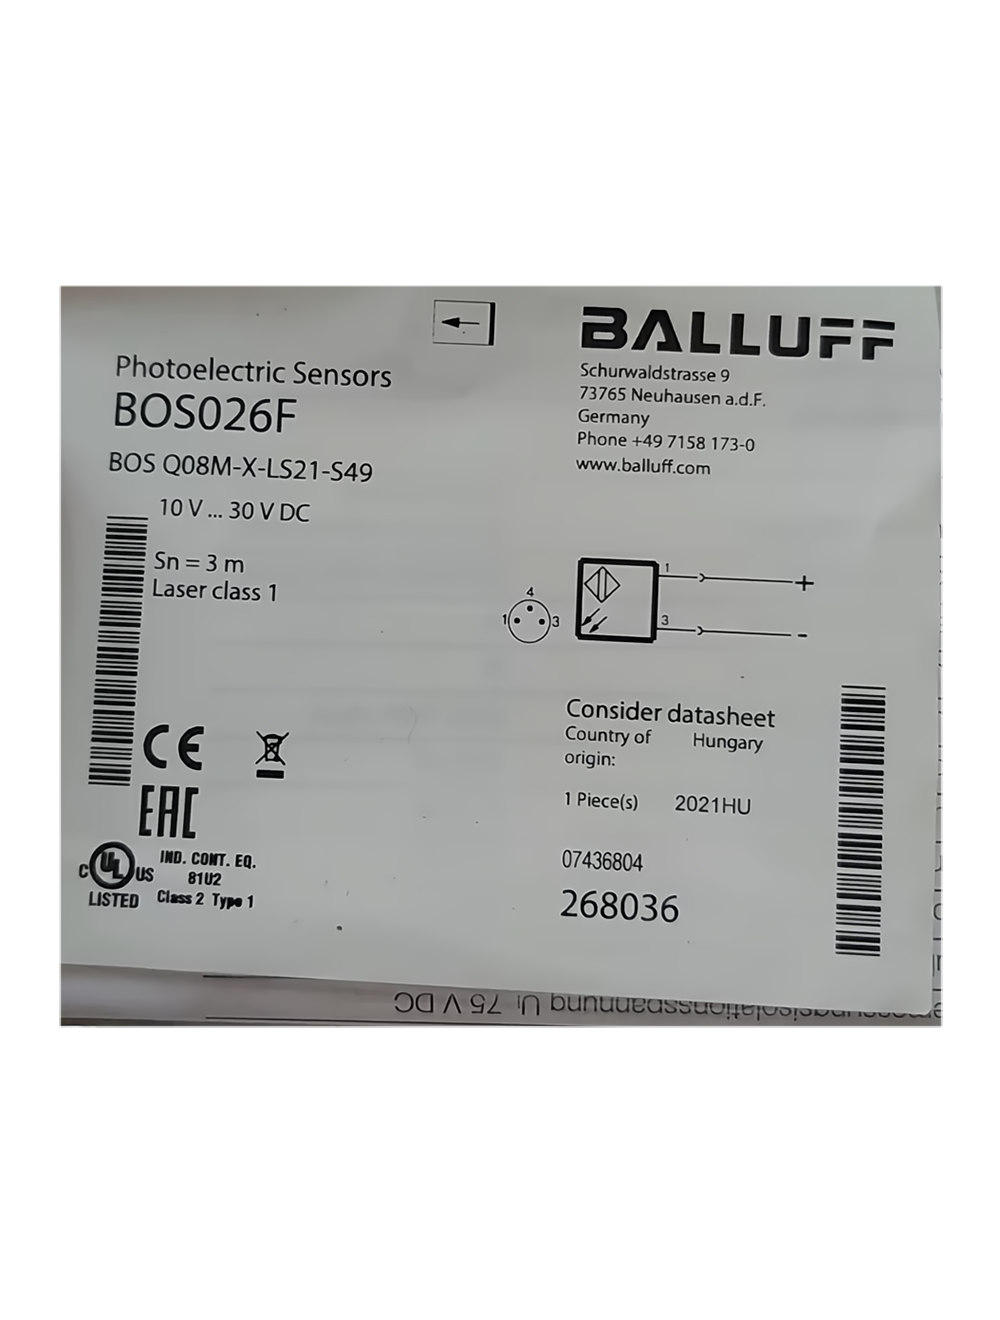 BALLUFF
Schurwaldstrasse 9
73765 Neuhausen a.d.F.
Germany
Phone +49 7158 173-0
www.balluff.com
Photoelectric Sensors
BOS026F
BOS Q08M-X-LS21-S49
10 V ... 30 V DC
Sn = 3 m
Laser class 1
4
1 3
1 +
3 -
Consider datasheet
Country of origin: Hungary
1 Piece(s) 2021HU
07436804
268036
CE
EAC
C UL US
LISTED
IND. CONT. EQ.
81U2
Class 2 Type 1
75 V DC